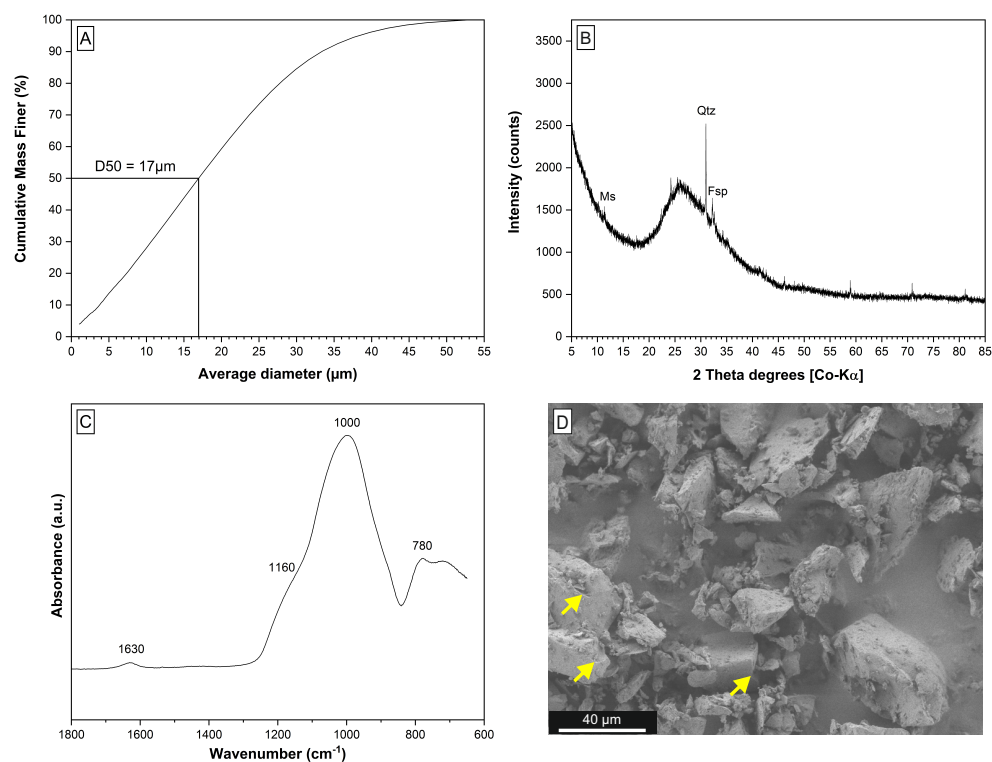 A
100
90
80
70
60
50
40
30
20
10
0
Cumulative Mass Finer (%)
D50 = 17μm
0 5 10 15 20 25 30 35 40 45 50 55
Average diameter (μm)
B
3500
3000
2500
2000
1500
1000
500
0
Intensity (counts)
Qtz
Ms
Fsp
5 10 15 20 25 30 35 40 45 50 55 60 65 70 75 80 85
2 Theta degrees [Co-Kα]
C
Absorbance (a.u.)
1000
1160
780
1630
1800 1600 1400 1200 1000 800 600
Wavenumber (cm⁻¹)
D
40 μm